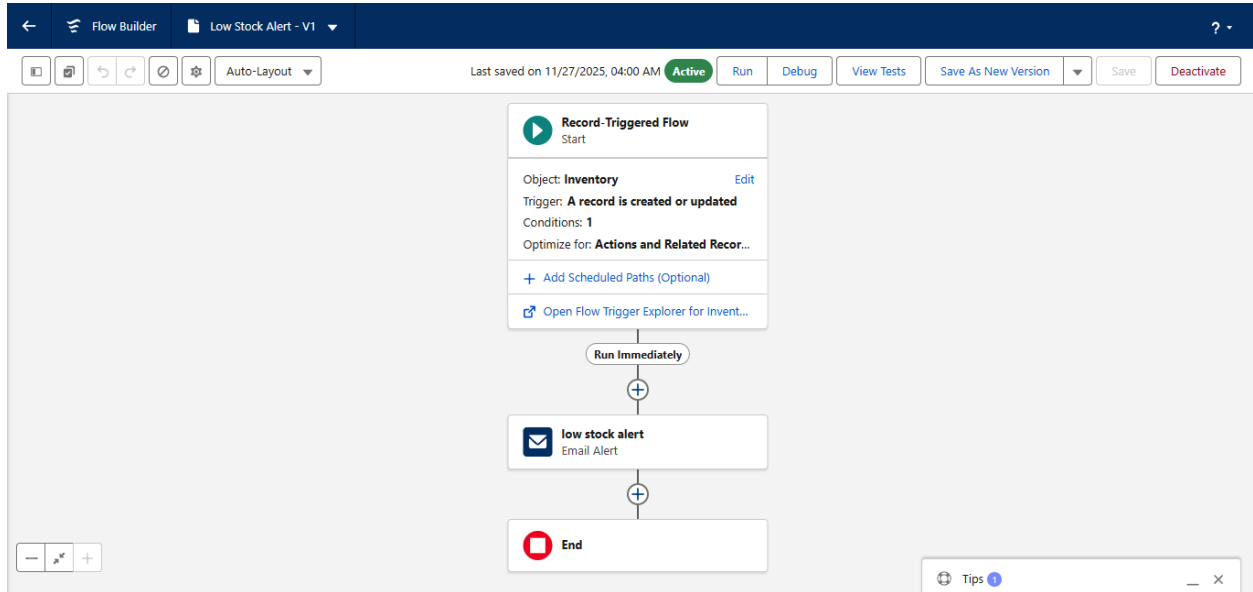 Flow Builder
Low Stock Alert - V1
?
Auto-Layout
Last saved on 11/27/2025, 04:00 AM
Active
Run
Debug
View Tests
Save As New Version
Save
Deactivate
Record-Triggered Flow
Start
Object: Inventory
Edit
Trigger: A record is created or updated
Conditions: 1
Optimize for: Actions and Related Recor...
Add Scheduled Paths (Optional)
Open Flow Trigger Explorer for Invent...
Run Immediately
low stock alert
Email Alert
End
Tips 1